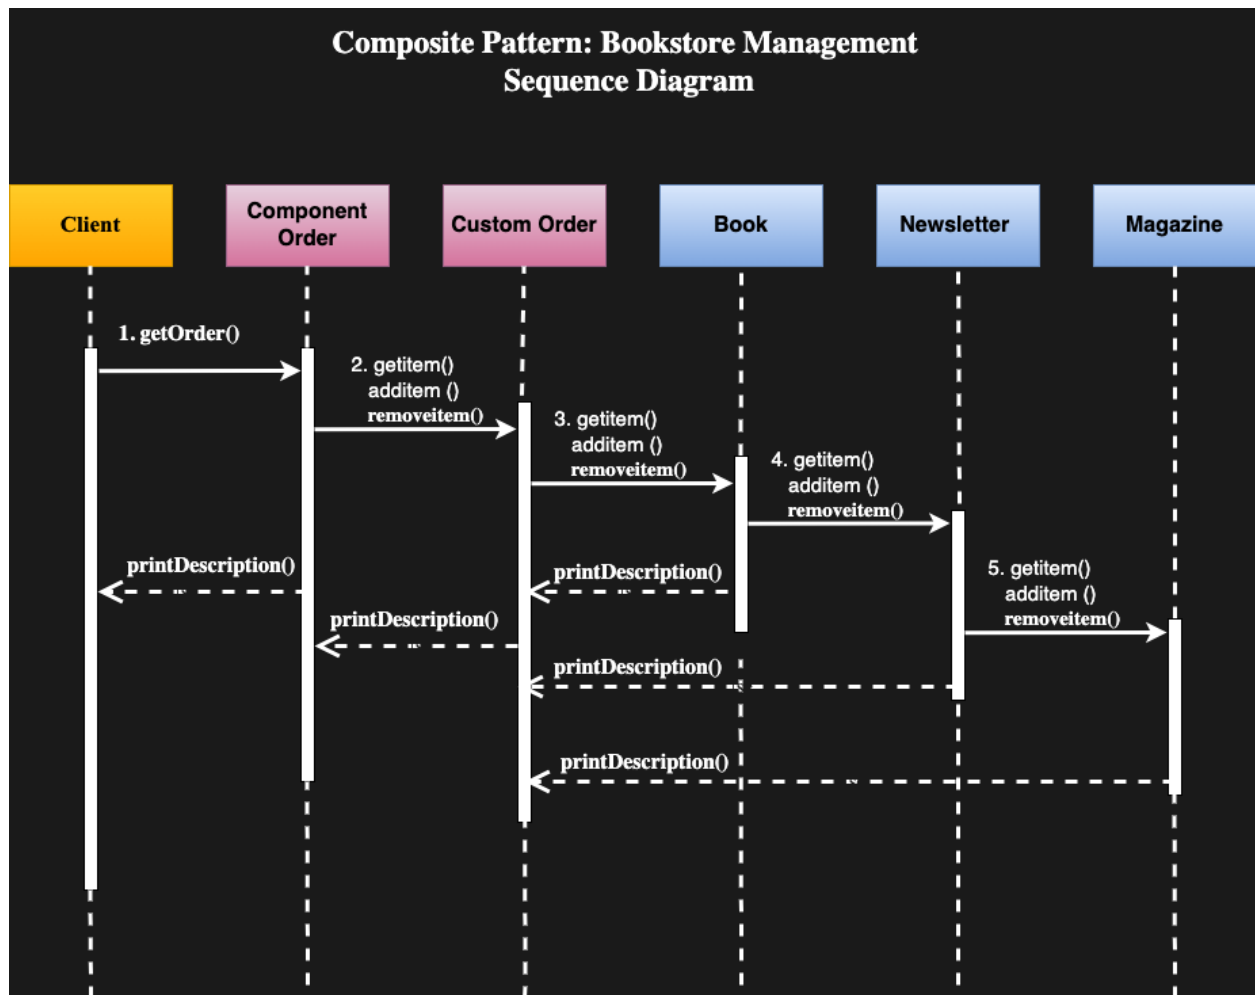 Composite Pattern: Bookstore Management
Sequence Diagram
Client
Component
Order
Custom Order
Book
Newsletter
Magazine
1. getOrder()
2. getitem()
additem ()
removeitem()
3. getitem()
additem ()
removeitem()
4. getitem()
additem ()
removeitem()
printDescription()
printDescription()
5. getitem()
additem ()
removeitem()
printDescription()
printDescription()
printDescription()